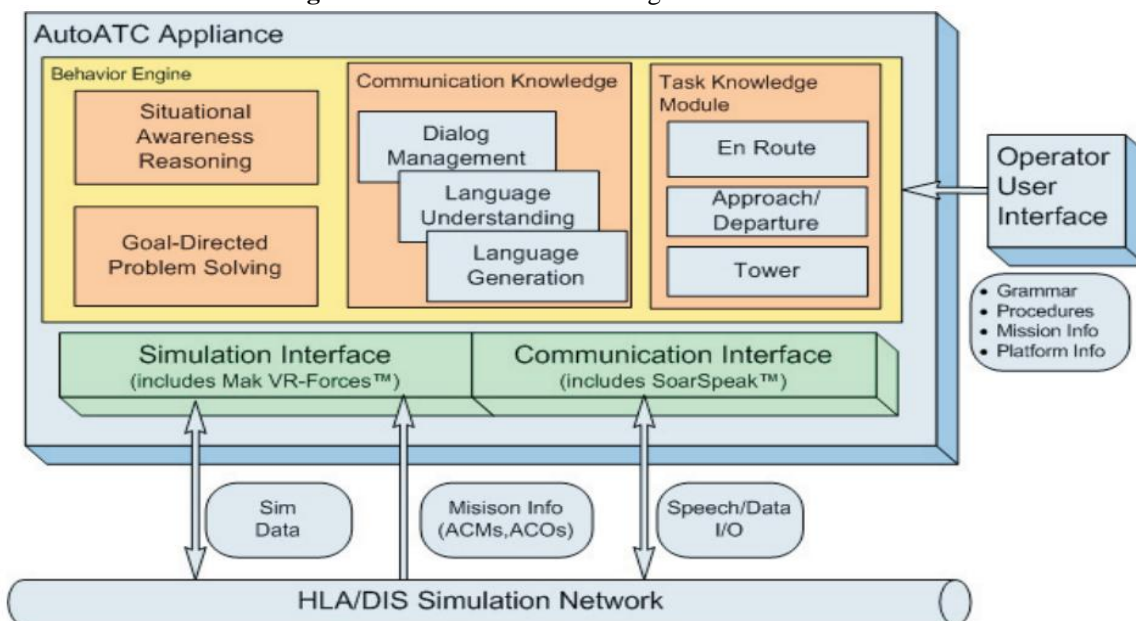 AutoATC Appliance
Behavior Engine
Situational
Awareness
Reasoning
Goal-Directed
Problem Solving
Communication Knowledge
Dialog
Management
Language
Understanding
Language
Generation
Task Knowledge
Module
En Route
Approach/
Departure
Tower
Operator
User
Interface
• Grammar
• Procedures
• Mission Info
• Platform Info
Simulation Interface
(includes Mak VR-Forces™)
Communication Interface
(includes SoarSpeak™)
Sim
Data
Misison Info
(ACMs,ACOs)
Speech/Data
I/O
HLA/DIS Simulation Network